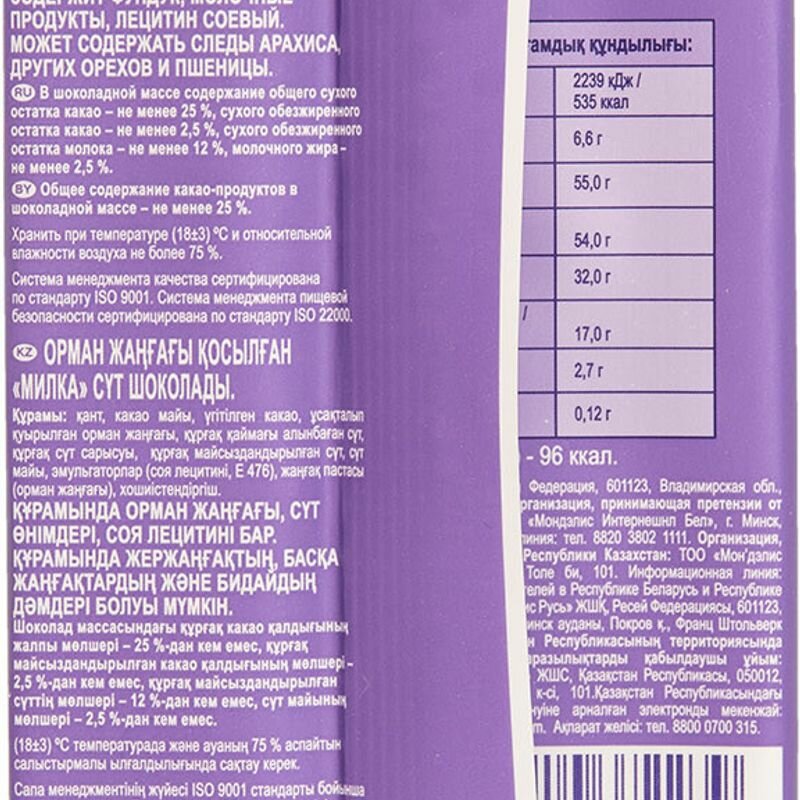 СОДЕРЖИТ ФУНДУК, МОЛОЧНЫЕ
ПРОДУКТЫ, ЛЕЦИТИН СОЕВЫЙ.
МОЖЕТ СОДЕРЖАТЬ СЛЕДЫ АРАХИСА,
ДРУГИХ ОРЕХОВ И ПШЕНИЦЫ.
RU В шоколадной массе содержание общего сухого
остатка какао – не менее 25 %, сухого обезжиренного
остатка какао – не менее 2,5 %, сухого обезжиренного
остатка молока – не менее 12 %, молочного жира –
не менее 2,5 %.
BY Общее содержание какао-продуктов в
шоколадной массе – не менее 25 %.
Хранить при температуре (18±3) ºС и относительной
влажности воздуха не более 75 %.
Система менеджмента качества сертифицирована
по стандарту ISO 9001. Система менеджмента пищевой
безопасности сертифицирована по стандарту ISO 22000.
KZ ОРМАН ЖАҢҒАҒЫ ҚОСЫЛҒАН
«МИЛКА» СҮТ ШОКОЛАДЫ.
Құрамы: қант, какао майы, үгітілген какао, ұсақталып
қуырылған орман жаңғағы, құрғақ қаймағы алынбаған сүт,
құрғақ сүт сарысуы, құрғақ майсыздандырылған сүт, сүт
майы, эмульгаторлар (соя лецитині, Е 476), жаңғақ пастасы
(орман жаңғағы), хошиістендіргіш.
ҚҰРАМЫНДА ОРМАН ЖАҢҒАҒЫ, СҮТ
ӨНІМДЕРІ, СОЯ ЛЕЦИТИНІ БАР.
ҚҰРАМЫНДА ЖЕРЖАҢҒАҚТЫҢ, БАСҚА
ЖАҢҒАҚТАРДЫҢ ЖӘНЕ БИДАЙДЫҢ
ДӘМДЕРІ БОЛУЫ МҮМКІН.
Шоколад массасындағы құрғақ какао қалдығының
жалпы мөлшері – 25 %-дан кем емес, құрғақ
майсыздандырылған какао қалдығының мөлшері –
2,5 %-дан кем емес, құрғақ майсыздандырылған
сүттің мөлшері – 12 %-дан кем емес, сүт майының
мөлшері – 2,5 %-дан кем емес.
(18±3) ºС температурада және ауаның 75 % аспайтын
салыстырмалы ылғалдылығында сақтау керек.
Сапа менеджментінің жүйесі ISO 9001 стандарты бойынша
ғамдық құндылығы:
2239 кДж /
535 ккал
6,6 г
55,0 г
54,0 г
32,0 г
/
17,0 г
2,7 г
0,12 г
- 96 ккал.
Федерация, 601123, Владимирская обл.,
рганизация, принимающая претензии от
«Мондэлис Интернешнл Бел», г. Минск,
линия: тел. 8820 3802 1111. Организация,
Республики Казахстан: ТОО «Мон'дэлис
Толе би, 101. Информационная линия:
телей в Республике Беларусь и Республике
ис Русь» ЖШҚ, Ресей Федерациясы, 601123,
инск ауданы, Покров қ., Франц Штольверк
н Республикасының территориясында
аразылықтарды қабылдаушы ұйым:
ЖШС, Қазақстан Республикасы, 050012,
к-сі, 101.Қазақстан Республикасындағы
нуіне арналған электронды мекенжай:
m. Ақпарат желісі: тел. 8800 0700 315.